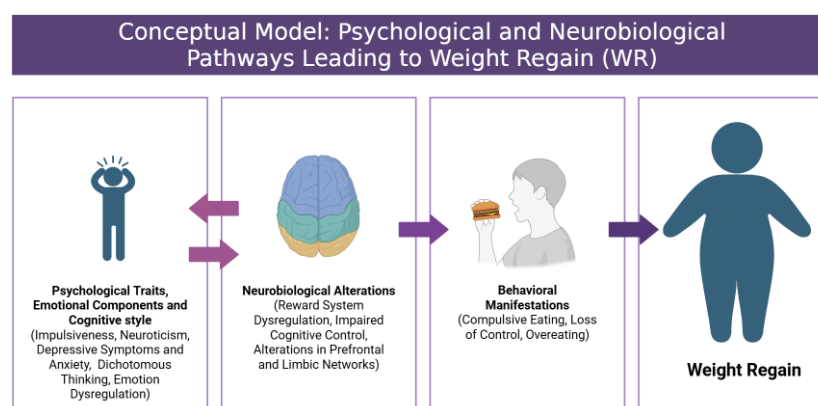 Conceptual Model: Psychological and Neurobiological
Pathways Leading to Weight Regain (WR)
Psychological Traits,
Emotional Components and
Cognitive style
(Impulsiveness, Neuroticism,
Depressive Symptoms and
Anxiety, Dichotomous
Thinking, Emotion
Dysregulation)
Neurobiological Alterations
(Reward System
Dysregulation, Impaired
Cognitive Control,
Alterations in Prefrontal
and Limbic Networks)
Behavioral
Manifestations
(Compulsive Eating, Loss
of Control, Overeating)
Weight Regain